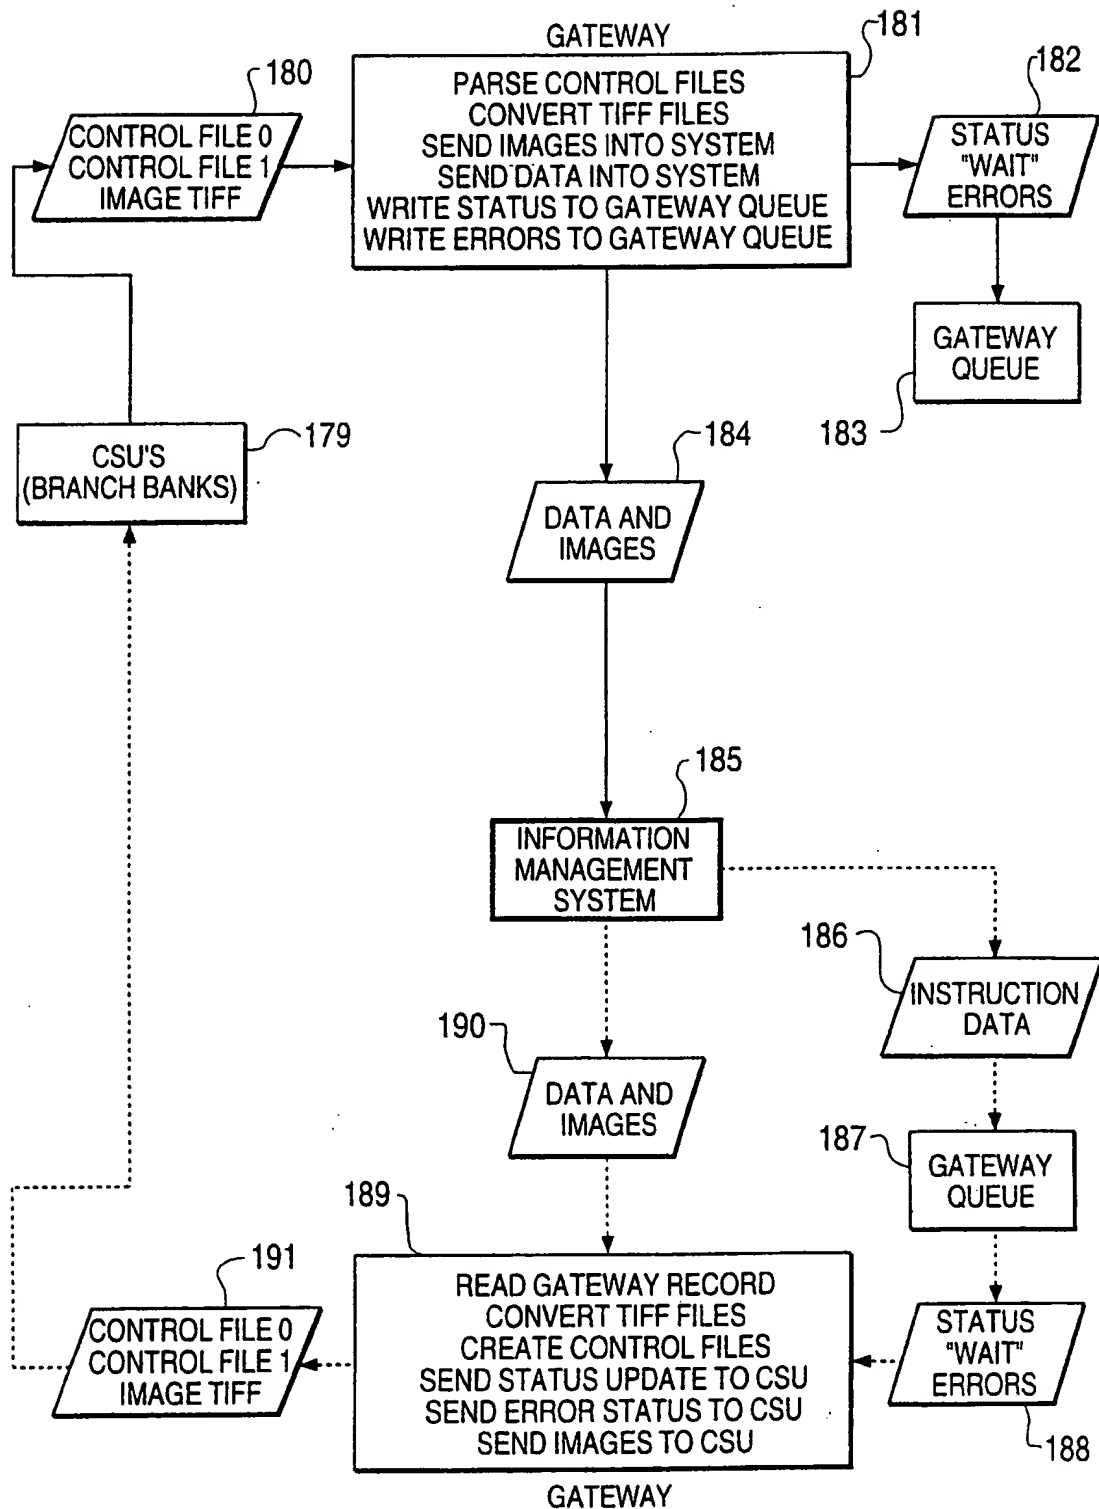 GATEWAY
181
180
182
PARSE CONTROL FILES
CONVERT TIFF FILES
SEND IMAGES INTO SYSTEM
SEND DATA INTO SYSTEM
WRITE STATUS TO GATEWAY QUEUE
WRITE ERRORS TO GATEWAY QUEUE
CONTROL FILE 0
CONTROL FILE 1
IMAGE TIFF
STATUS
"WAIT"
ERRORS
GATEWAY
QUEUE
183
179
CSU'S
(BRANCH BANKS)
184
DATA AND
IMAGES
185
INFORMATION
MANAGEMENT
SYSTEM
186
INSTRUCTION
DATA
190
DATA AND
IMAGES
187
GATEWAY
QUEUE
189
191
READ GATEWAY RECORD
CONVERT TIFF FILES
CREATE CONTROL FILES
SEND STATUS UPDATE TO CSU
SEND ERROR STATUS TO CSU
SEND IMAGES TO CSU
CONTROL FILE 0
CONTROL FILE 1
IMAGE TIFF
STATUS
"WAIT"
ERRORS
188
GATEWAY